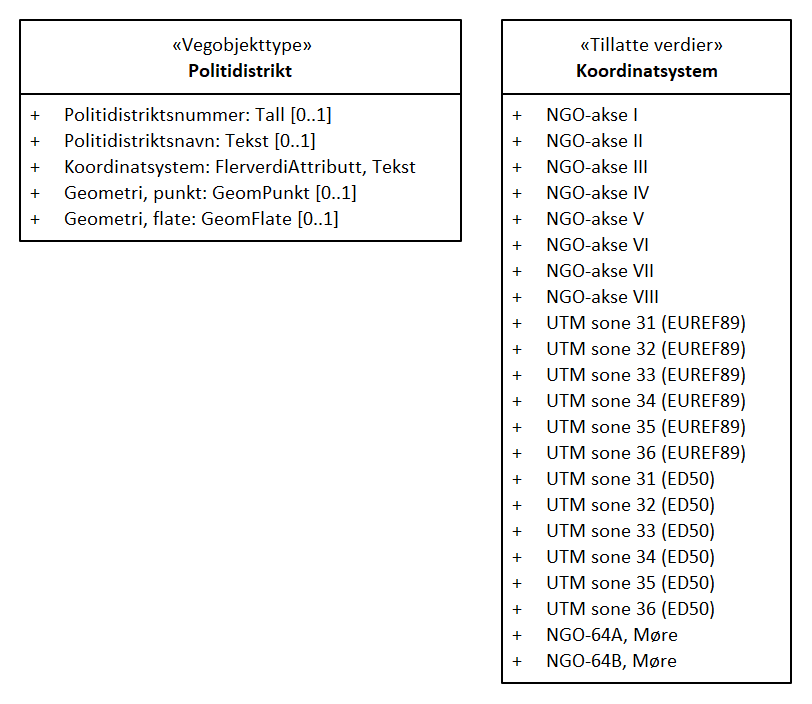 «Vegobjekttype»
Politidistrikt
+ Politidistriktsnummer: Tall [0..1]
+ Politidistriktsnavn: Tekst [0..1]
+ Koordinatsystem: FlerverdiAttributt, Tekst
+ Geometri, punkt: GeomPunkt [0..1]
+ Geometri, flate: GeomFlate [0..1]
«Tillatte verdier»
Koordinatsystem
+ NGO-akse I
+ NGO-akse II
+ NGO-akse III
+ NGO-akse IV
+ NGO-akse V
+ NGO-akse VI
+ NGO-akse VII
+ NGO-akse VIII
+ UTM sone 31 (EUREF89)
+ UTM sone 32 (EUREF89)
+ UTM sone 33 (EUREF89)
+ UTM sone 34 (EUREF89)
+ UTM sone 35 (EUREF89)
+ UTM sone 36 (EUREF89)
+ UTM sone 31 (ED50)
+ UTM sone 32 (ED50)
+ UTM sone 33 (ED50)
+ UTM sone 34 (ED50)
+ UTM sone 35 (ED50)
+ UTM sone 36 (ED50)
+ NGO-64A, Møre
+ NGO-64B, Møre